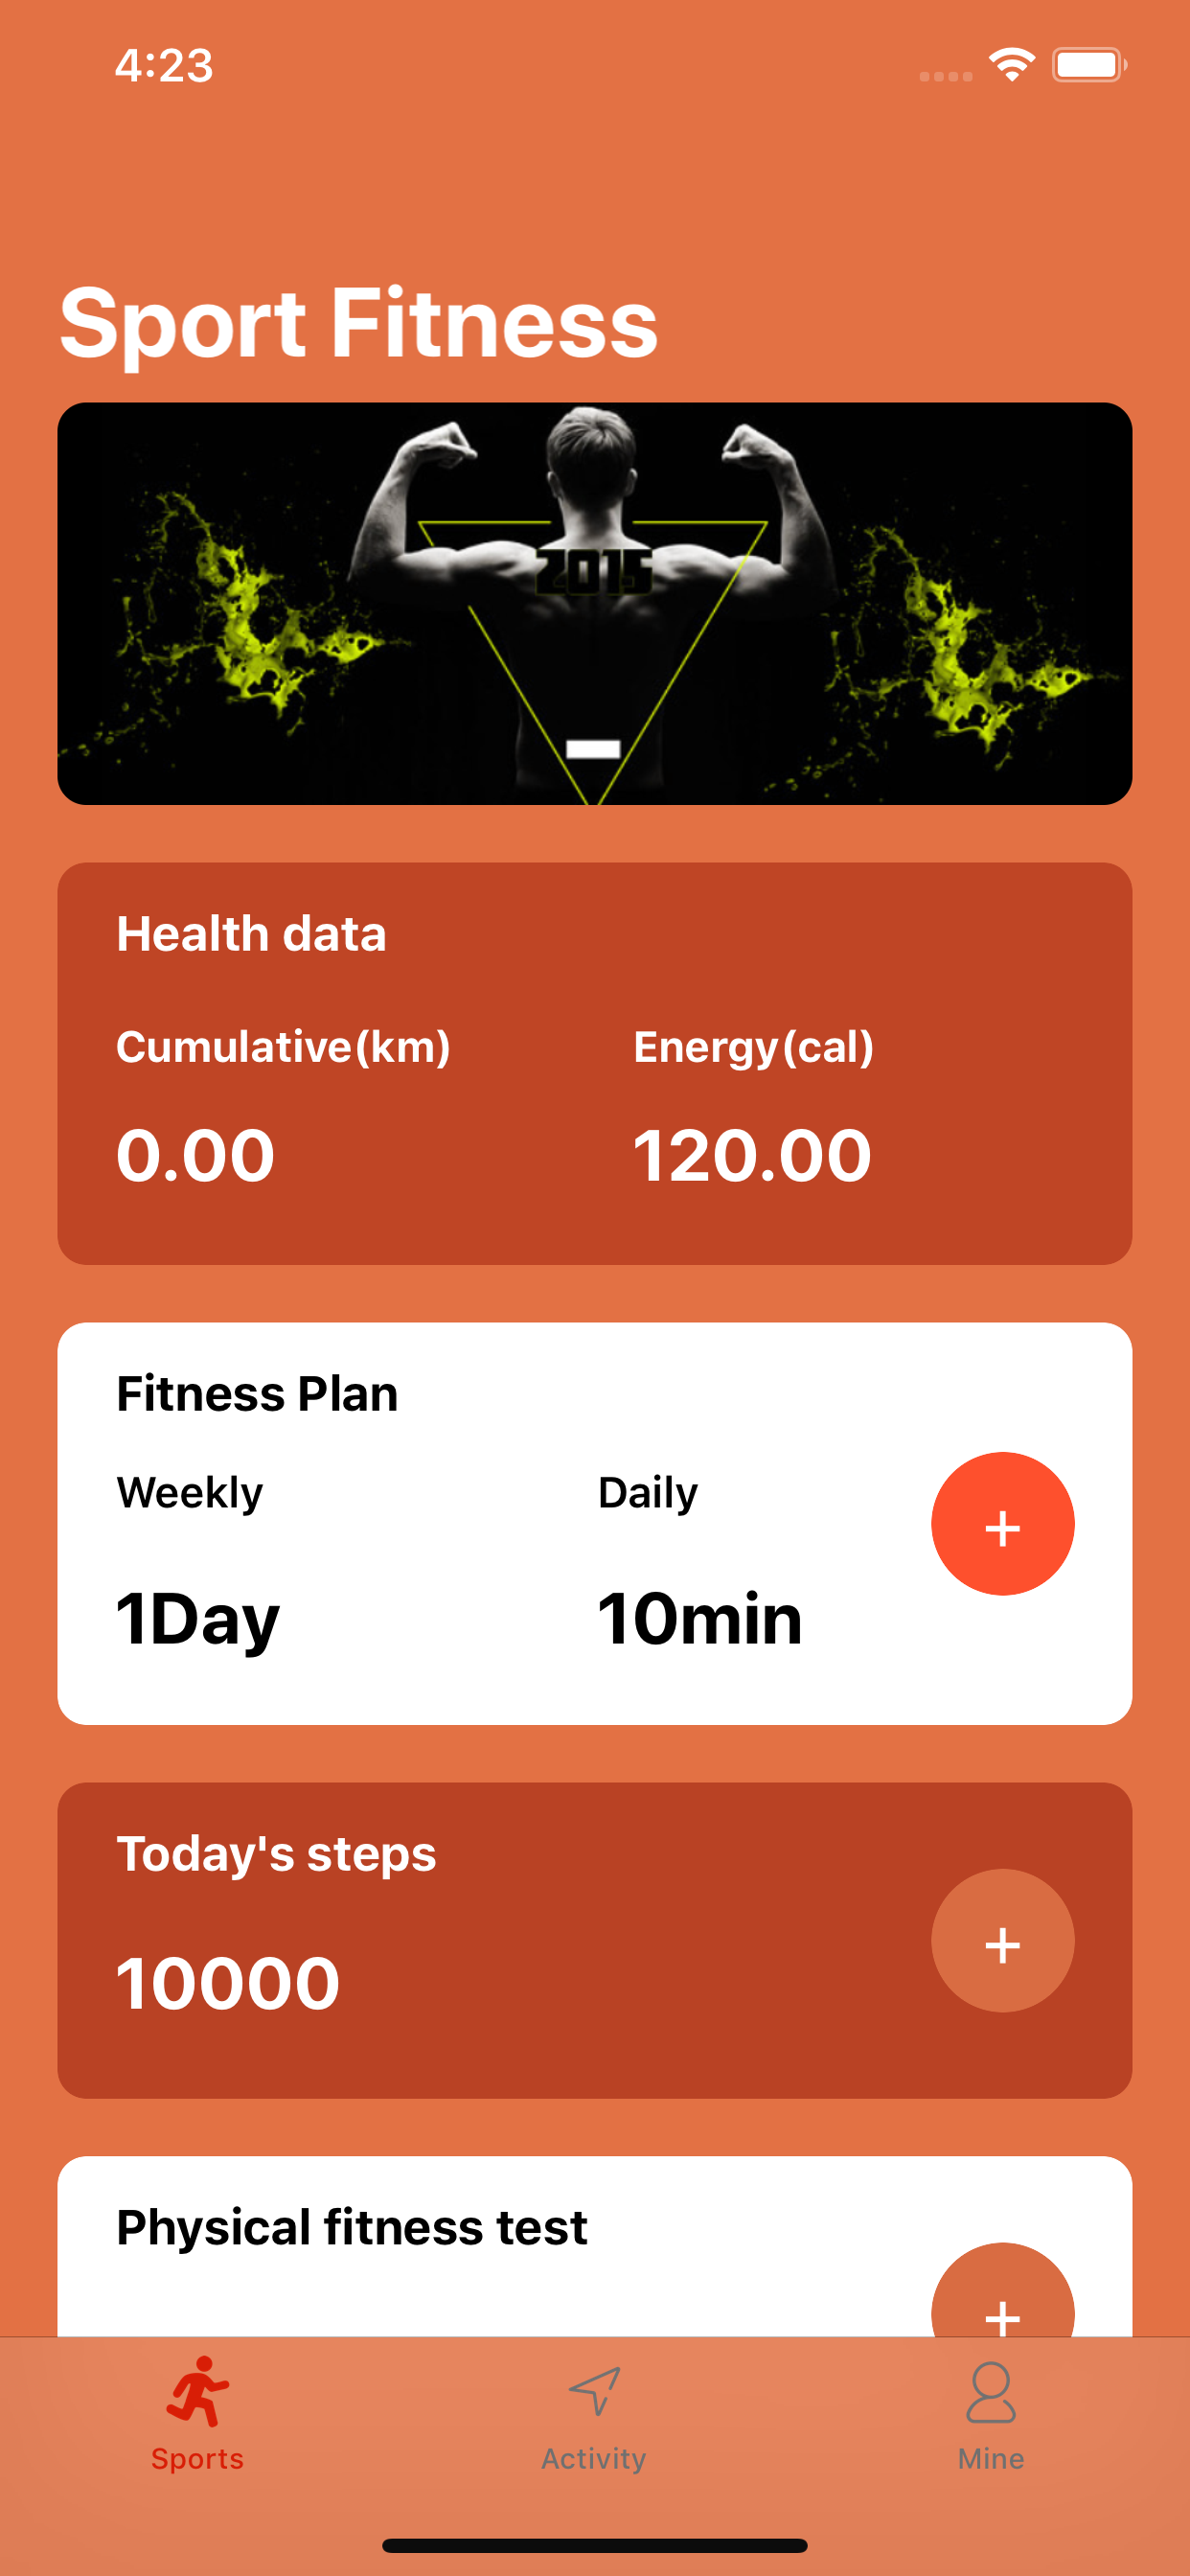 4:23
Sport Fitness
2015
Health data
Cumulative(km) Energy(cal)
0.00 120.00
Fitness Plan
Weekly Daily
+
1Day 10min
Today's steps
+
10000
Physical fitness test
+
Sports Activity Mine